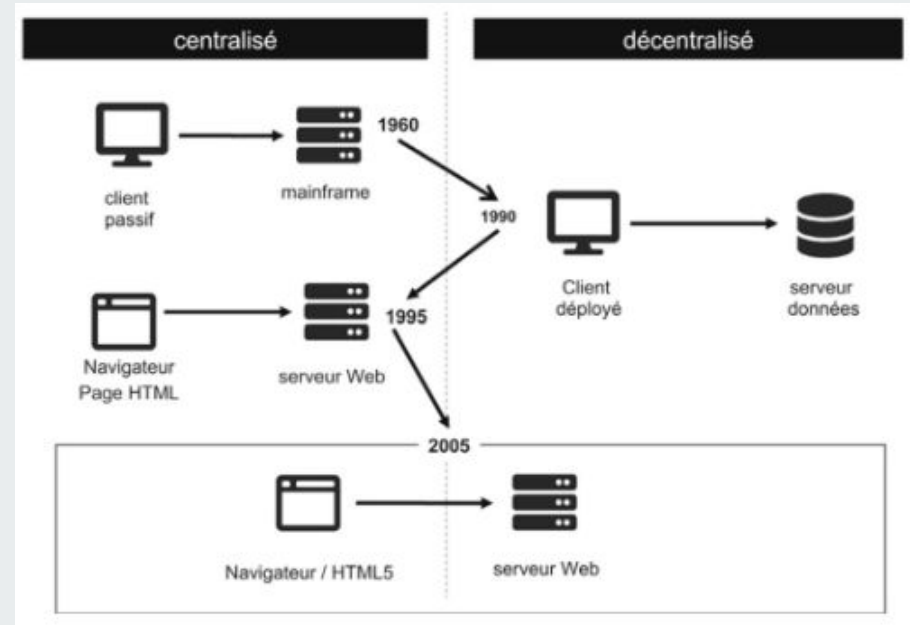 centralisé
décentralisé
1960
client
passif
mainframe
1990
Client
déployé
serveur
données
1995
Navigateur
Page HTML
serveur Web
2005
Navigateur / HTML5
serveur Web